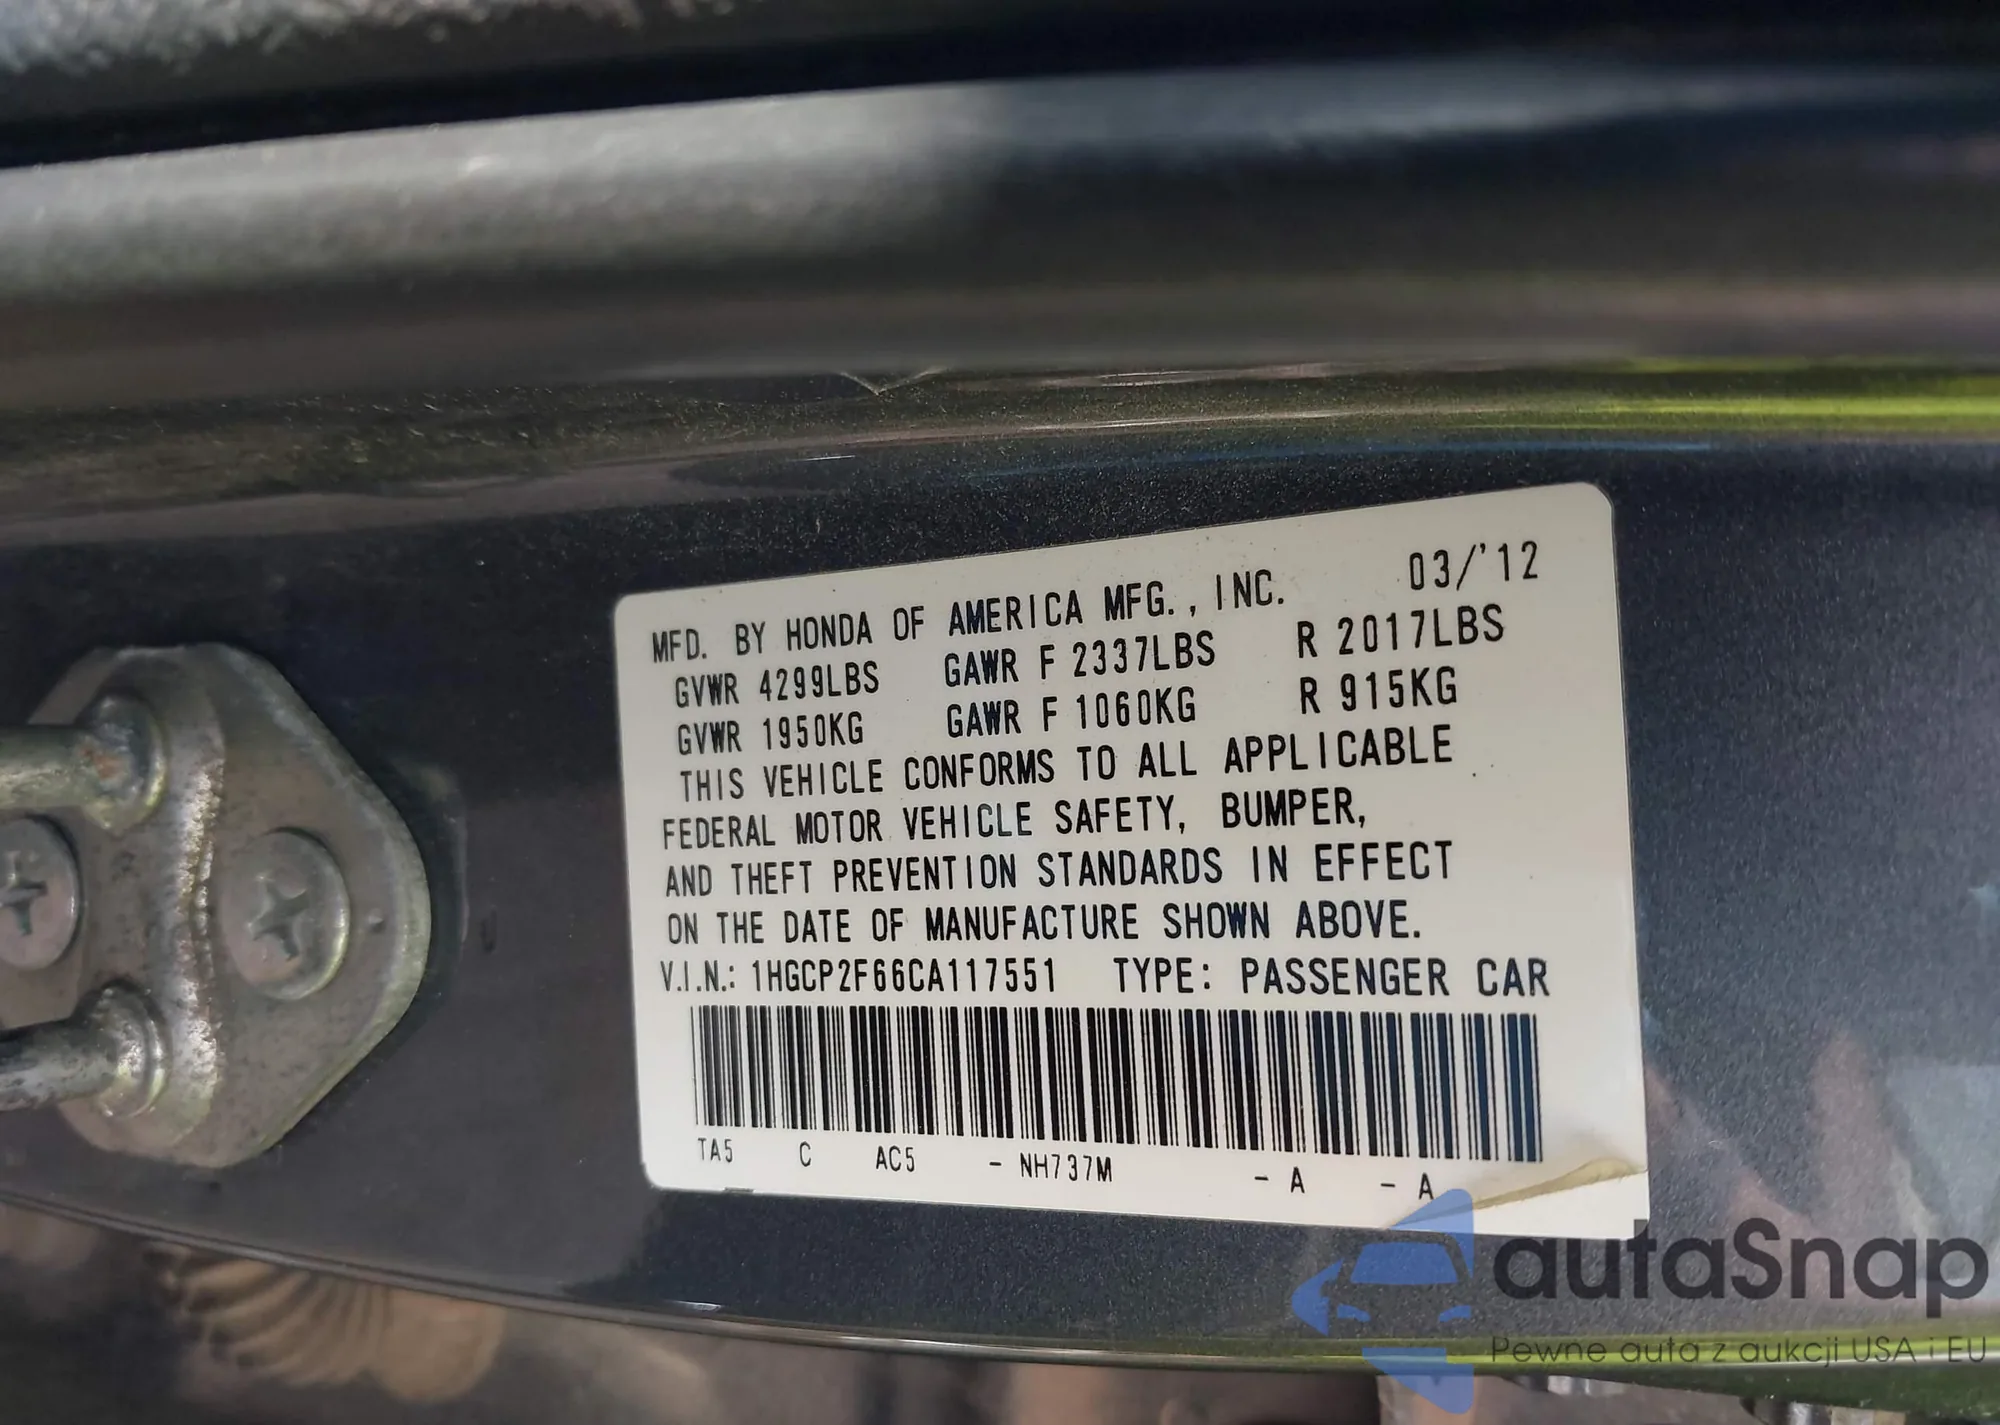 MFD. BY HONDA OF AMERICA MFG., INC. 03/'12
GVWR 4299LBS GAWR F 2337LBS R 2017LBS
GVWR 1950KG GAWR F 1060KG R 915KG
THIS VEHICLE CONFORMS TO ALL APPLICABLE
FEDERAL MOTOR VEHICLE SAFETY, BUMPER,
AND THEFT PREVENTION STANDARDS IN EFFECT
ON THE DATE OF MANUFACTURE SHOWN ABOVE.
V.I.N.: 1HGCP2F66CA117551 TYPE: PASSENGER CAR
TA5 C AC5 - NH737M - A - A
autaSnap
Pewne auta z aukcji USA i EU